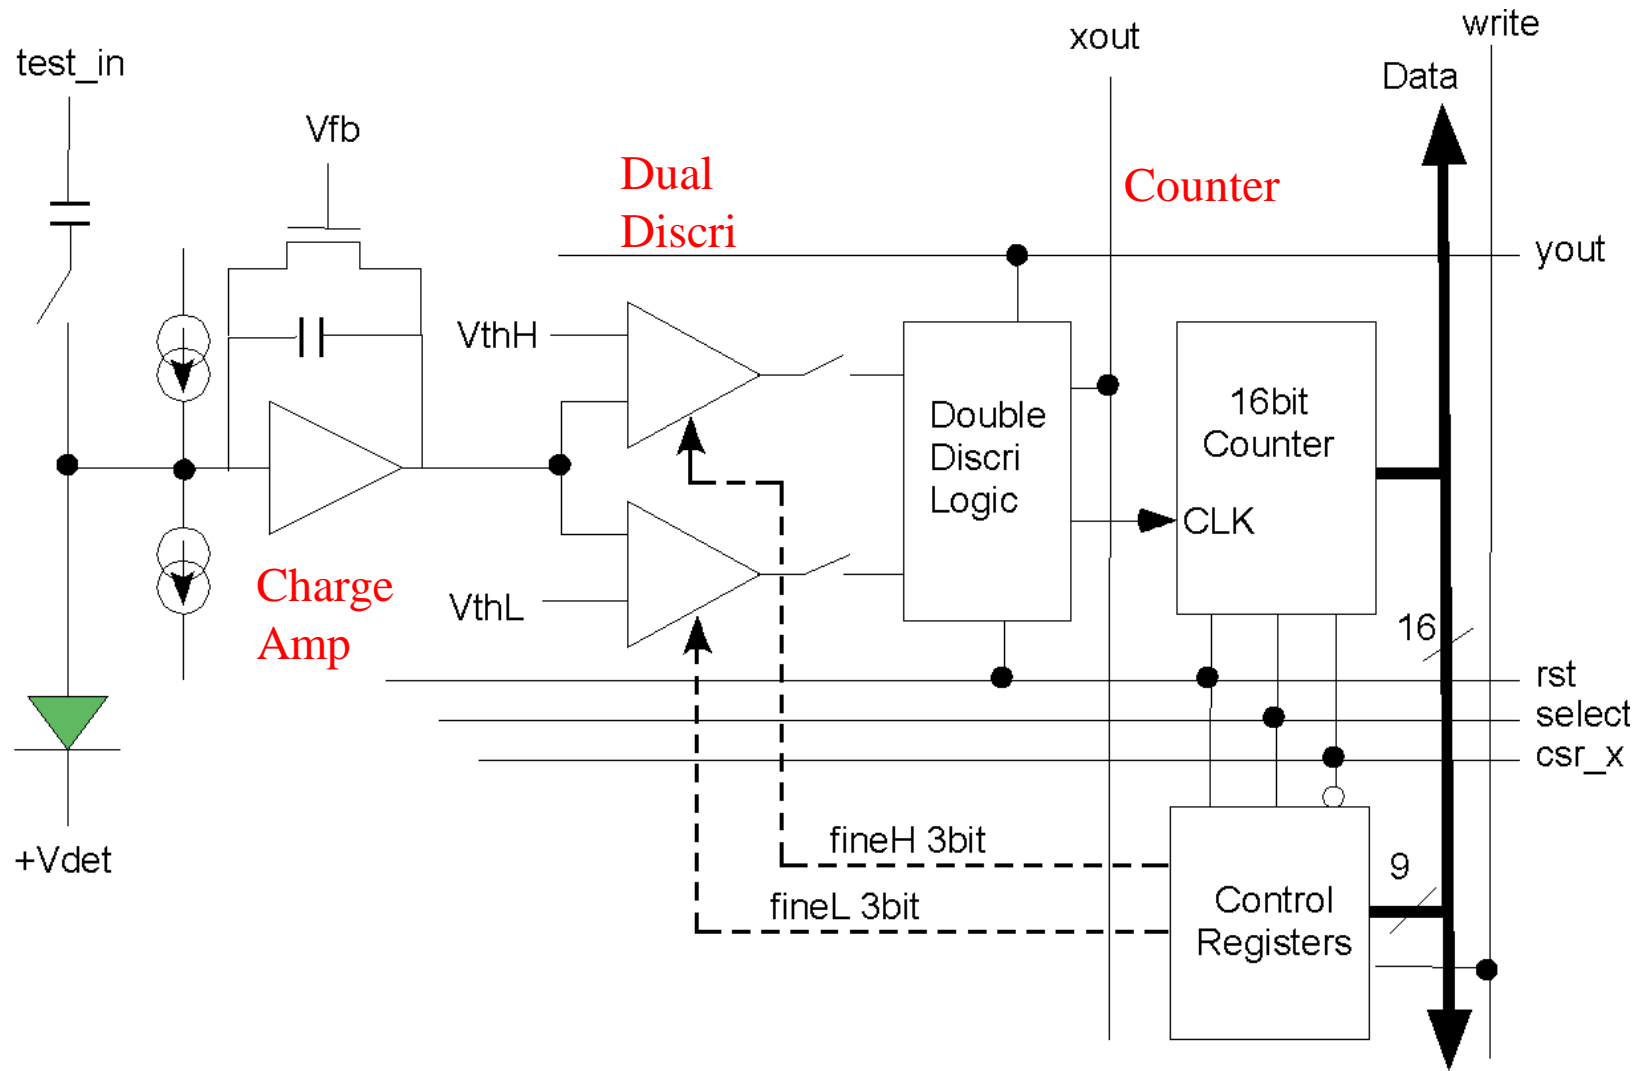 write
xout
test_in
Data
Vfb
Dual
Discri
Counter
yout
VthH
16bit
Counter
Double
Discri
Logic
CLK
Charge
Amp
VthL
16
rst
select
csr_x
fineH 3bit
+Vdet
9
fineL 3bit
Control
Registers